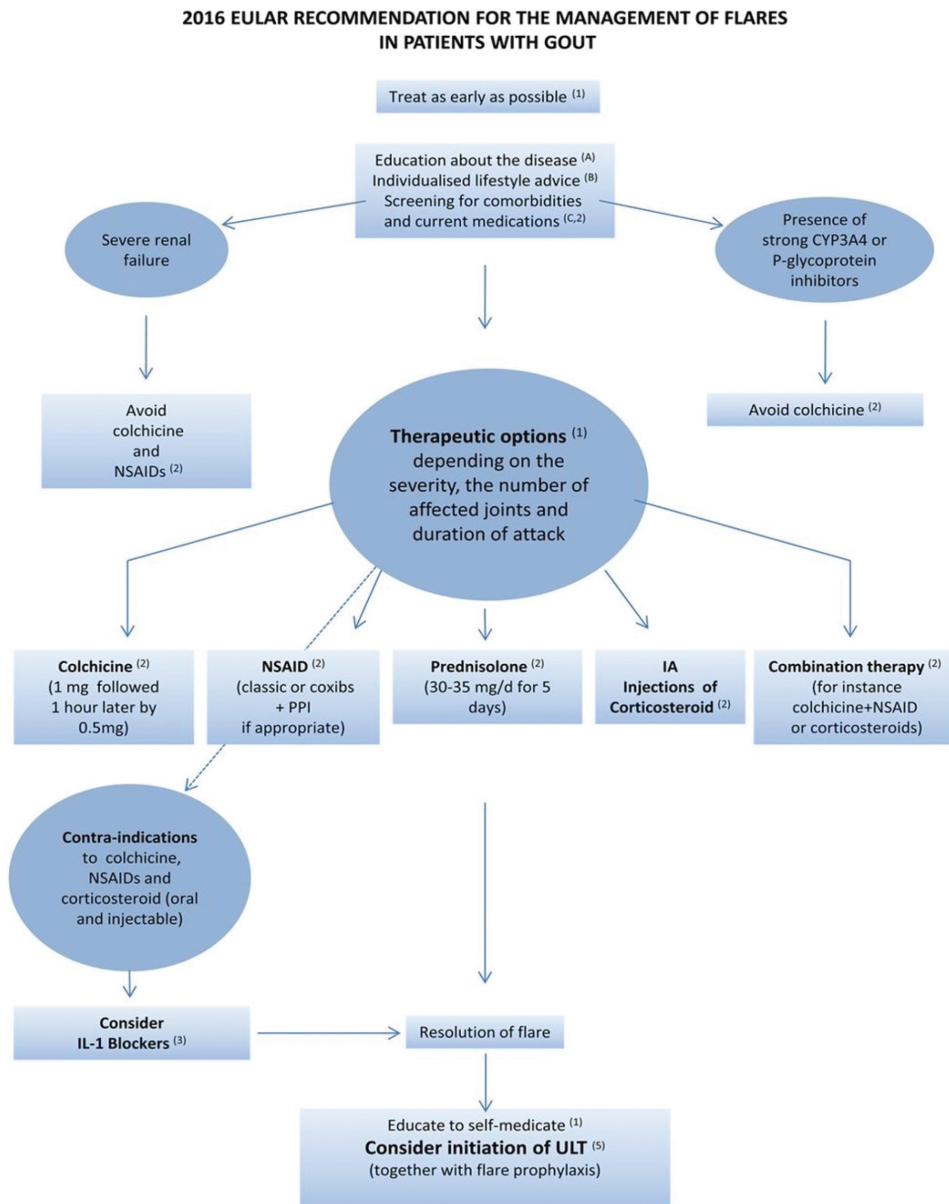 2016 EULAR RECOMMENDATION FOR THE MANAGEMENT OF FLARES
IN PATIENTS WITH GOUT
Treat as early as possible (1)
Education about the disease (A)
Individualised lifestyle advice (B)
Screening for comorbidities
and current medications (C,2)
Severe renal
failure
Presence of
strong CYP3A4 or
P-glycoprotein
inhibitors
Avoid
colchicine
and
NSAIDs (2)
Avoid colchicine (2)
Therapeutic options (1)
depending on the
severity, the number of
affected joints and
duration of attack
Colchicine (2)
(1 mg followed
1 hour later by
0.5mg)
NSAID (2)
(classic or coxibs
+ PPI
if appropriate)
Prednisolone (2)
(30-35 mg/d for 5
days)
IA
Injections of
Corticosteroid (2)
Combination therapy (2)
(for instance
colchicine+NSAID
or corticosteroids)
Contra-indications
to colchicine,
NSAIDs and
corticosteroid (oral
and injectable)
Consider
IL-1 Blockers (3)
Resolution of flare
Educate to self-medicate (1)
Consider initiation of ULT (5)
(together with flare prophylaxis)